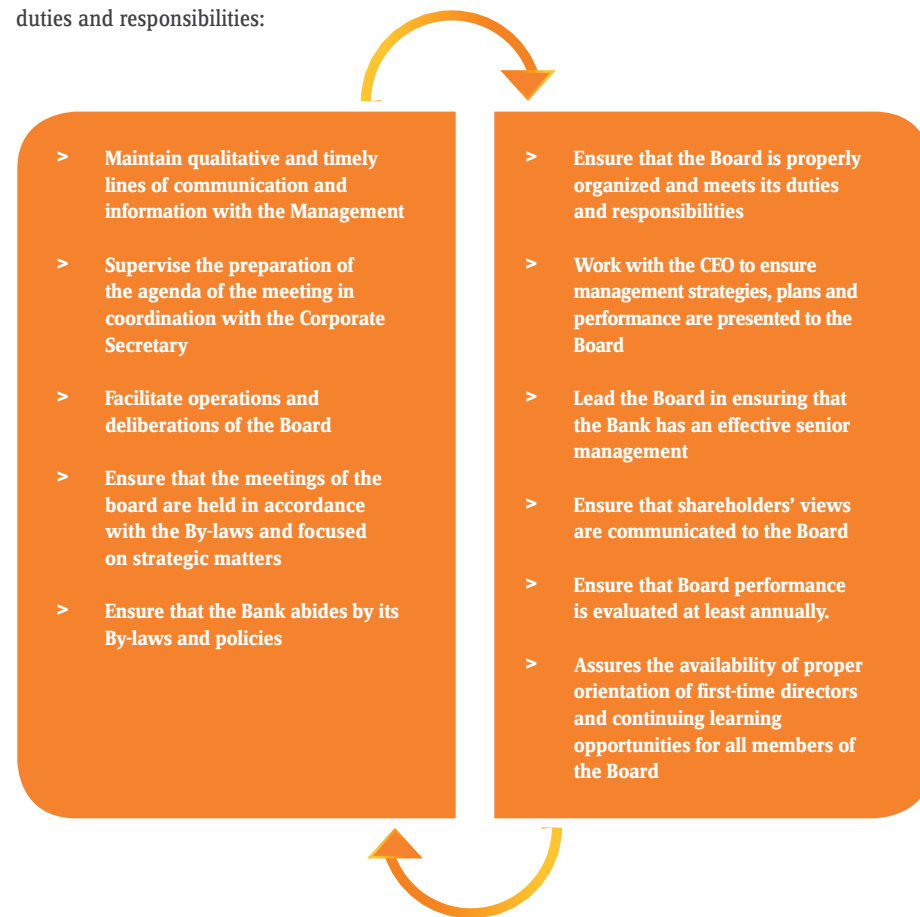 duties and responsibilities:
> Maintain qualitative and timely
lines of communication and
information with the Management
> Supervise the preparation of
the agenda of the meeting in
coordination with the Corporate
Secretary
> Facilitate operations and
deliberations of the Board
> Ensure that the meetings of the
board are held in accordance
with the By-laws and focused
on strategic matters
> Ensure that the Bank abides by its
By-laws and policies
> Ensure that the Board is properly
organized and meets its duties
and responsibilities
> Work with the CEO to ensure
management strategies, plans and
performance are presented to the
Board
> Lead the Board in ensuring that
the Bank has an effective senior
management
> Ensure that shareholders’ views
are communicated to the Board
> Ensure that Board performance
is evaluated at least annually.
> Assures the availability of proper
orientation of first-time directors
and continuing learning
opportunities for all members of
the Board